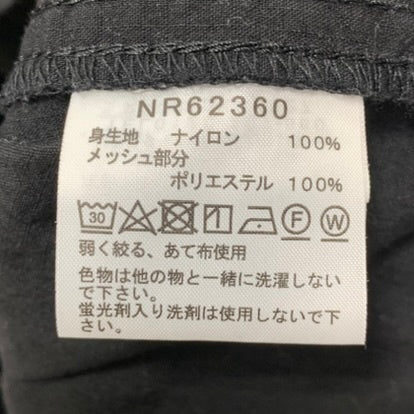 NR62360
身生地 ナイロン 100%
メッシュ部分
ポリエステル 100%
30 F W
弱く絞る、あて布使用
色物は他の物と一緒に洗濯しない
で下さい。
蛍光剤入り洗剤は使用しないで下
さい。